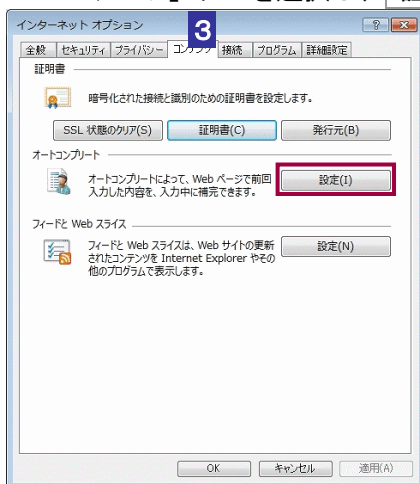 インターネット オプション
3
全般 セキュリティ プライバシー コンテンツ 接続 プログラム 詳細設定
証明書
暗号化された接続と識別のための証明書を設定します。
SSL 状態のクリア(S) 証明書(C) 発行元(B)
オートコンプリート
オートコンプリートによって、Web ページで前回
入力した内容を、入力中に補完できます。
設定(I)
フィードと Web スライス
フィードと Web スライスは、Web サイトの更新
されたコンテンツを Internet Explorer やその
他のプログラムで表示します。
設定(N)
OK キャンセル 適用(A)